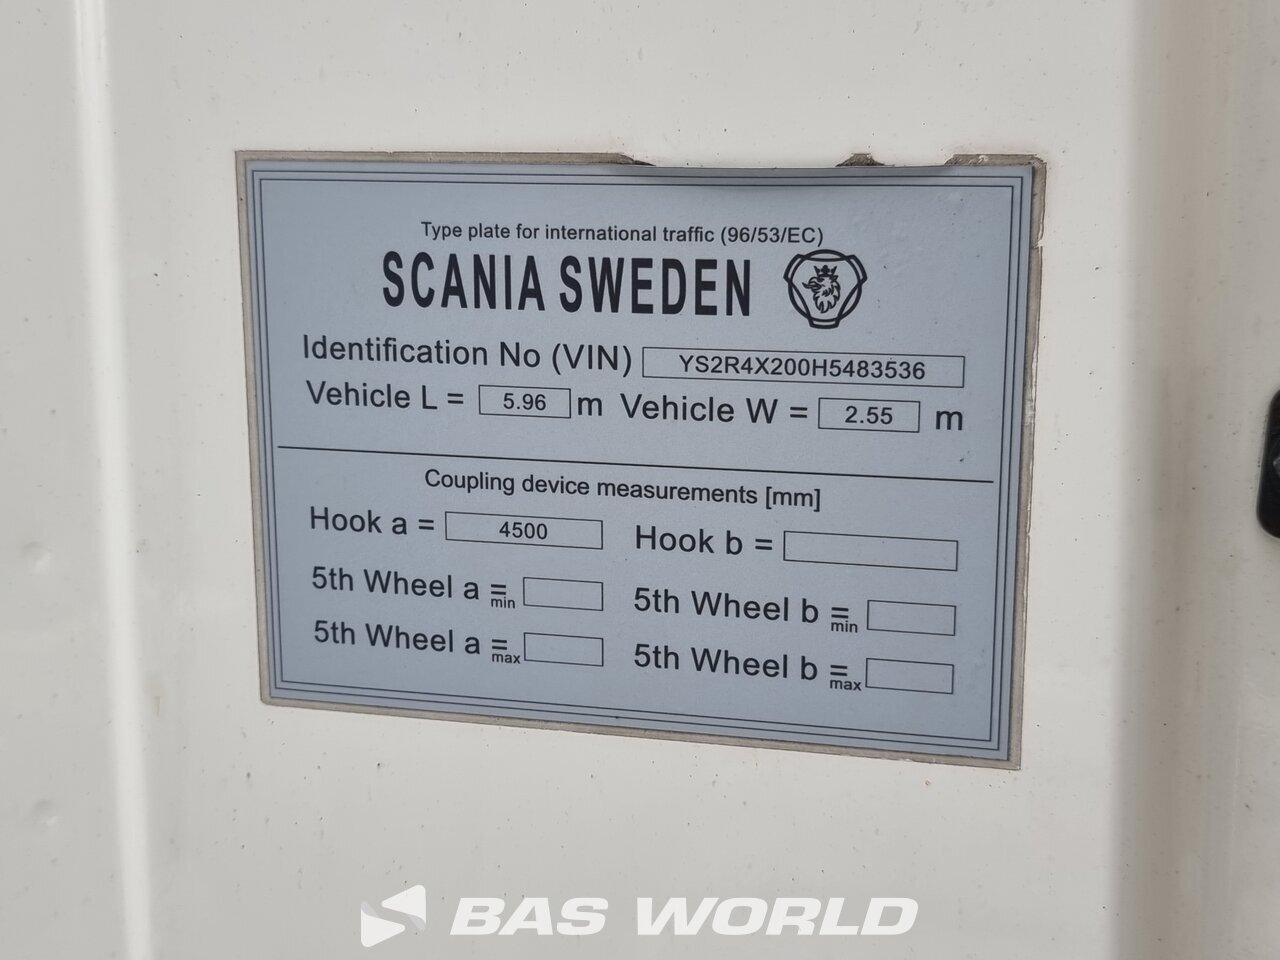 Type plate for international traffic (96/53/EC)
SCANIA SWEDEN
Identification No (VIN) YS2R4X200H5483536
Vehicle L = 5.96 m Vehicle W = 2.55 m
Coupling device measurements [mm]
Hook a = 4500 Hook b =
5th Wheel a = min 5th Wheel b = min
5th Wheel a = max 5th Wheel b = max
BAS WORLD